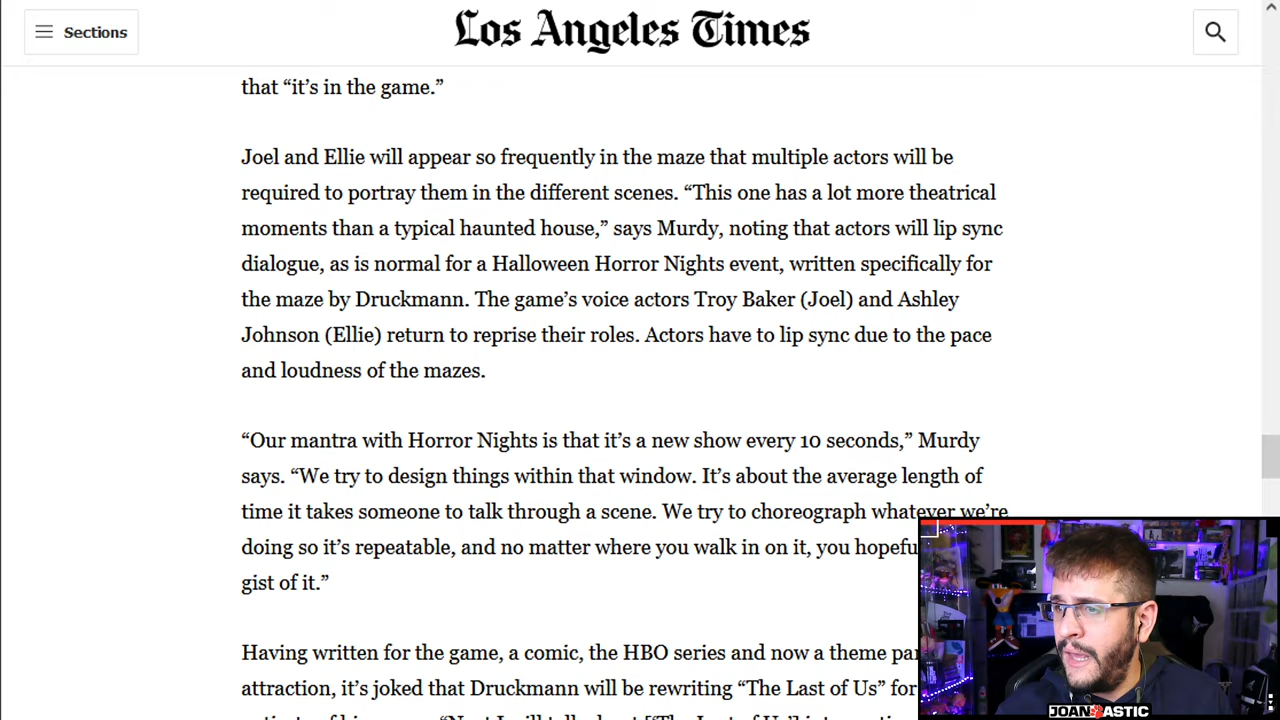 Sections
Los Angeles Times
that “it’s in the game.”
Joel and Ellie will appear so frequently in the maze that multiple actors will be
required to portray them in the different scenes. “This one has a lot more theatrical
moments than a typical haunted house,” says Murdy, noting that actors will lip sync
dialogue, as is normal for a Halloween Horror Nights event, written specifically for
the maze by Druckmann. The game’s voice actors Troy Baker (Joel) and Ashley
Johnson (Ellie) return to reprise their roles. Actors have to lip sync due to the pace
and loudness of the mazes.
“Our mantra with Horror Nights is that it’s a new show every 10 seconds,” Murdy
says. “We try to design things within that window. It’s about the average length of
time it takes someone to talk through a scene. We try to choreograph whatever we’re
doing so it’s repeatable, and no matter where you walk in on it, you
gist of it.”
Having written for the game, a comic, the HBO series and now a theme
attraction, it’s joked that Druckmann will be rewriting “The Last of Us” for
JOANTASTIC